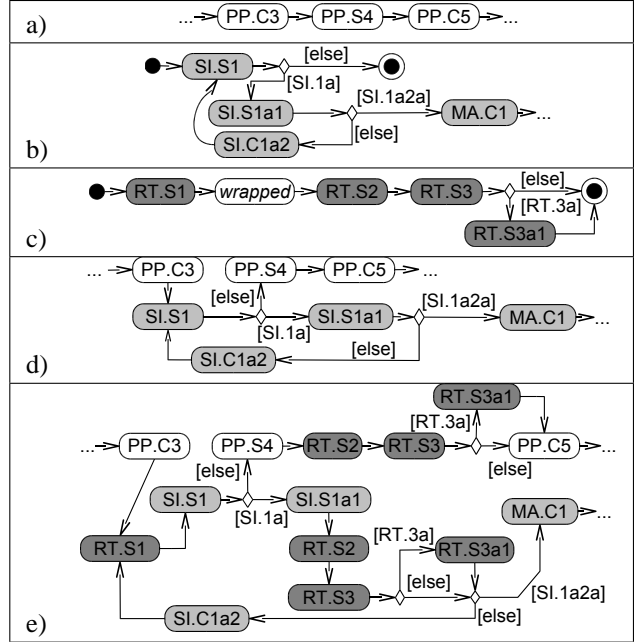 a)
... PP.C3 PP.S4 PP.C5 ...
[else]
SI.S1
[SI.1a]
[SI.1a2a]
SI.S1a1 MA.C1 ...
[else]
SI.C1a2
b)
[else]
RT.S1 wrapped RT.S2 RT.S3
[RT.3a]
RT.S3a1
c)
... PP.C3 PP.S4 PP.C5 ...
[else]
[SI.1a2a]
SI.S1 SI.S1a1 MA.C1 ...
[SI.1a]
[else]
SI.C1a2
d)
RT.S3a1
[RT.3a]
... PP.C3 PP.S4 RT.S2 RT.S3 PP.C5 ...
[else] [else]
SI.S1 SI.S1a1
[SI.1a]
MA.C1 ...
[RT.3a]
RT.S1 RT.S2 RT.S3a1
[else]
RT.S3 [SI.1a2a]
[else]
SI.C1a2
e)